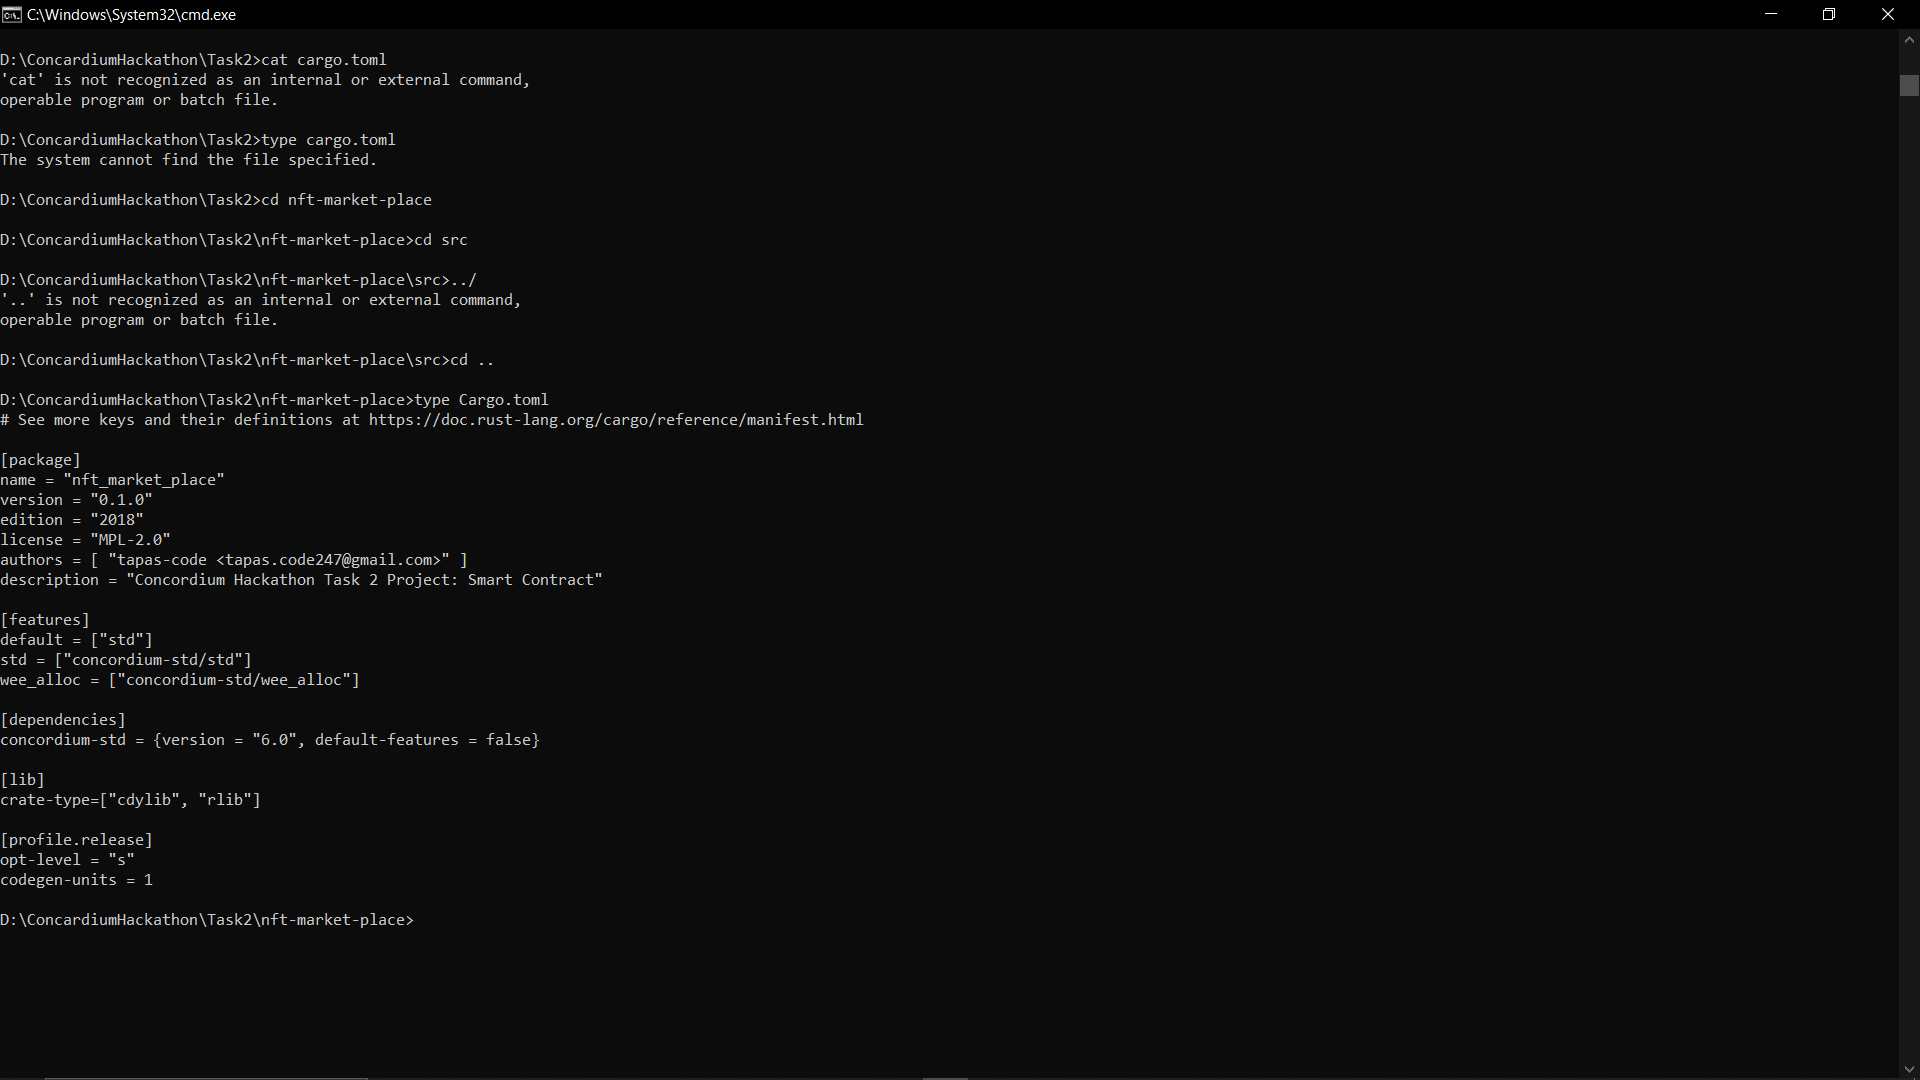 C:\Windows\System32\cmd.exe
D:\ConcardiumHackathon\Task2>cat cargo.toml
'cat' is not recognized as an internal or external command,
operable program or batch file.
D:\ConcardiumHackathon\Task2>type cargo.toml
The system cannot find the file specified.
D:\ConcardiumHackathon\Task2>cd nft-market-place
D:\ConcardiumHackathon\Task2\nft-market-place>cd src
D:\ConcardiumHackathon\Task2\nft-market-place\src>../
'..' is not recognized as an internal or external command,
operable program or batch file.
D:\ConcardiumHackathon\Task2\nft-market-place\src>cd ..
D:\ConcardiumHackathon\Task2\nft-market-place>type Cargo.toml
# See more keys and their definitions at https://doc.rust-lang.org/cargo/reference/manifest.html
[package]
name = "nft_market_place"
version = "0.1.0"
edition = "2018"
license = "MPL-2.0"
authors = [ "tapas-code <tapas.code247@gmail.com>" ]
description = "Concordium Hackathon Task 2 Project: Smart Contract"
[features]
default = ["std"]
std = ["concordium-std/std"]
wee_alloc = ["concordium-std/wee_alloc"]
[dependencies]
concordium-std = {version = "6.0", default-features = false}
[lib]
crate-type=["cdylib", "rlib"]
[profile.release]
opt-level = "s"
codegen-units = 1
D:\ConcardiumHackathon\Task2\nft-market-place>